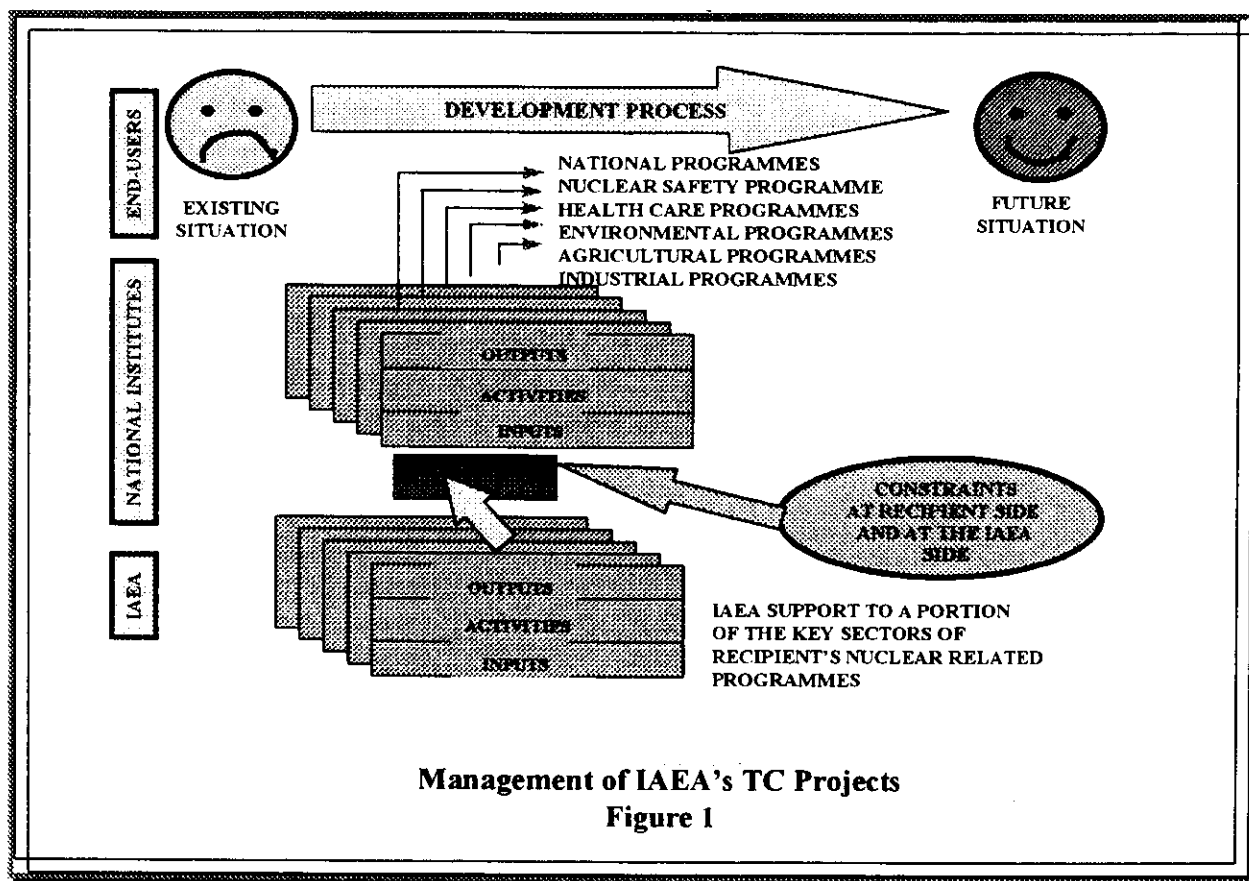 END-USERS
DEVELOPMENT PROCESS
EXISTING
SITUATION
NATIONAL PROGRAMMES
NUCLEAR SAFETY PROGRAMME
HEALTH CARE PROGRAMMES
ENVIRONMENTAL PROGRAMMES
AGRICULTURAL PROGRAMMES
INDUSTRIAL PROGRAMMES
FUTURE
SITUATION
NATIONAL INSTITUTES
OUTPUTS
ACTIVITIES
INPUTS
CONSTRAINTS
AT RECIPIENT SIDE
AND AT THE IAEA
SIDE
IAEA
OUTPUTS
ACTIVITIES
INPUTS
IAEA SUPPORT TO A PORTION
OF THE KEY SECTORS OF
RECIPIENT'S NUCLEAR RELATED
PROGRAMMES
Management of IAEA's TC Projects
Figure 1